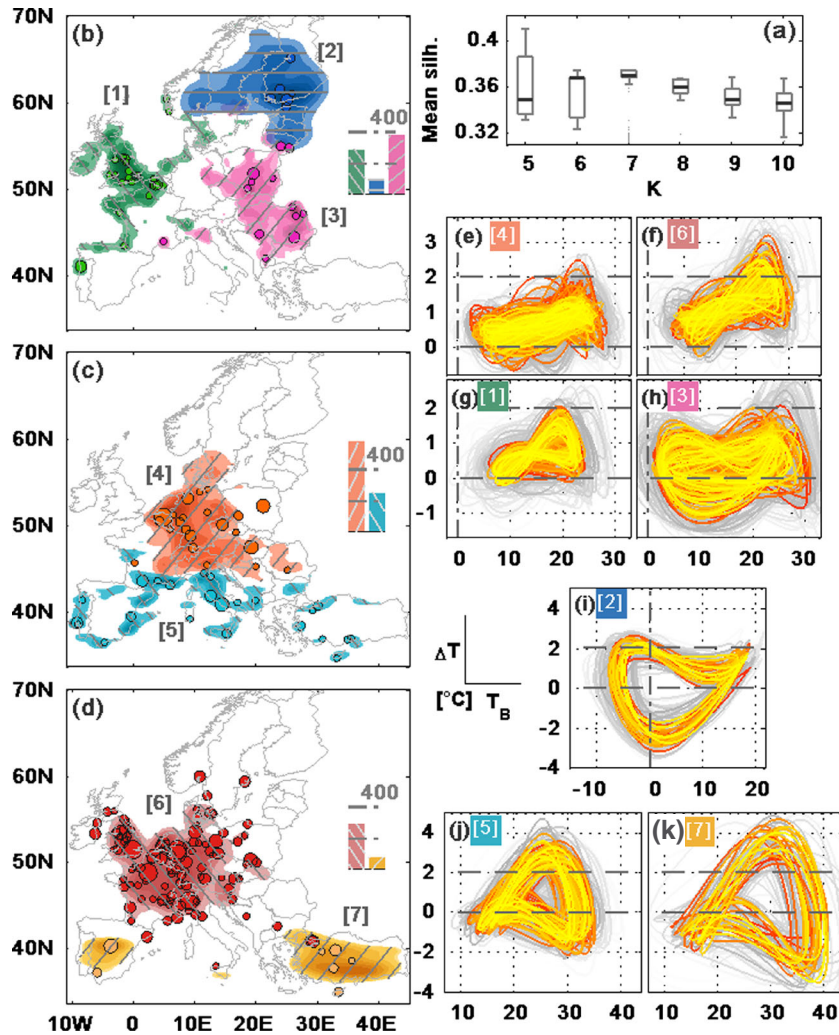 70N
60N
50N
40N
(b)
[1]
[2]
[3]
400
70N
60N
50N
40N
(c)
[4]
[5]
400
70N
60N
50N
40N
(d)
[6]
[7]
400
10W 0 10E 20E 30E 40E
Mean silh.
0.4
0.36
0.32
(a)
5 6 7 8 9 10
K
(e) [4]
3
2
1
0
(f) [6]
(g) [1]
2
1
0
-1
0 10 20 30
(h) [3]
0 10 20 30
(i) [2]
4
2
0
-2
-4
-10 0 10 20
ΔT
[°C] T_B
(j) [5]
10 20 30 40
(k) [7]
4
2
0
-2
-4
10 20 30 40